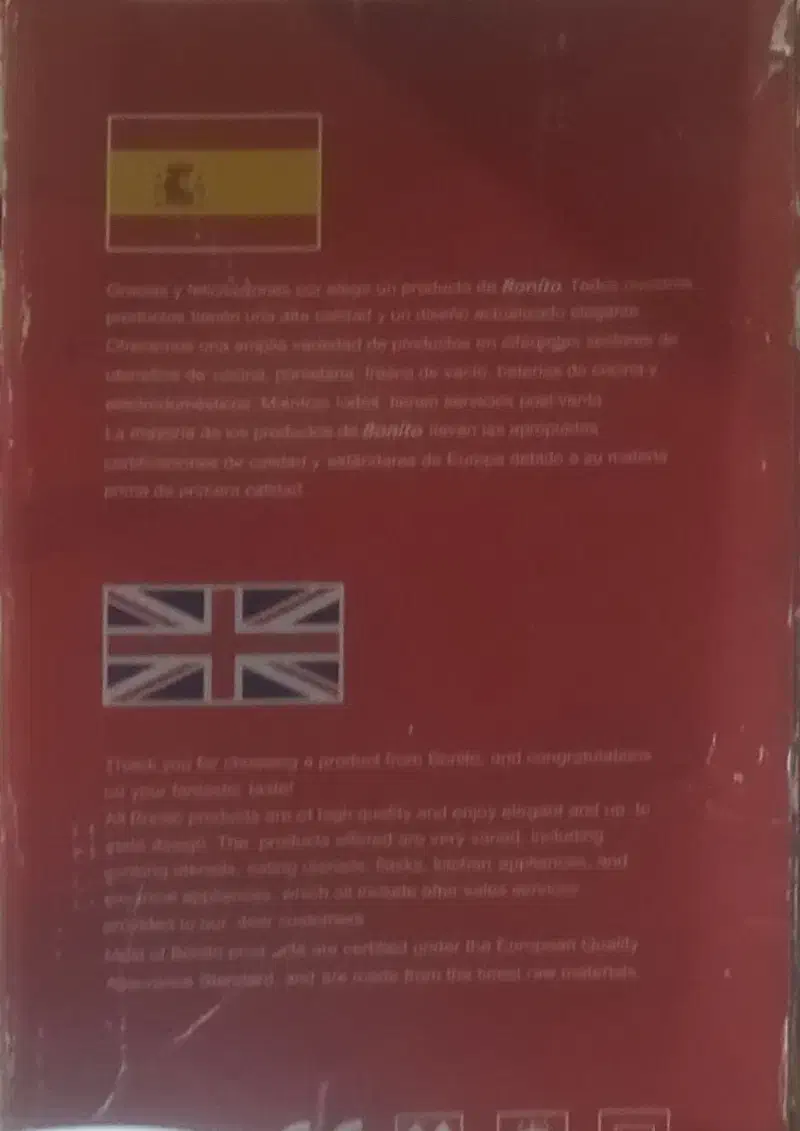 Gracias y felicitaciones por elegir un producto de Bonito. Todos nuestros
productos tienen una alta calidad y un diseño actualizado elegante.
Ofrecemos una amplia variedad de productos en diferentes sectores de
utensilios de cocina, porcelana, frasco de vacío, baterías de cocina y
electrodomésticos. Mientras todos tienen servicios post-venta
La mayoría de los productos de Bonito llevan las apropiadas
certificaciones de calidad y estándares de Europa debido a su materia
prima de primera calidad
Thank you for choosing a product from Bonito, and congratulations
on your fantastic taste!
All Bonito products are of high quality and enjoy elegant and up to
date design. The products offered are very varied, including
cooking utensils, eating utensils, flasks, kitchen appliances, and
electrical appliances, which all include after sales services
provided to our dear customers
Most of Bonito products are certified under the European Quality
Assurance Standard, and are made from the finest raw materials.